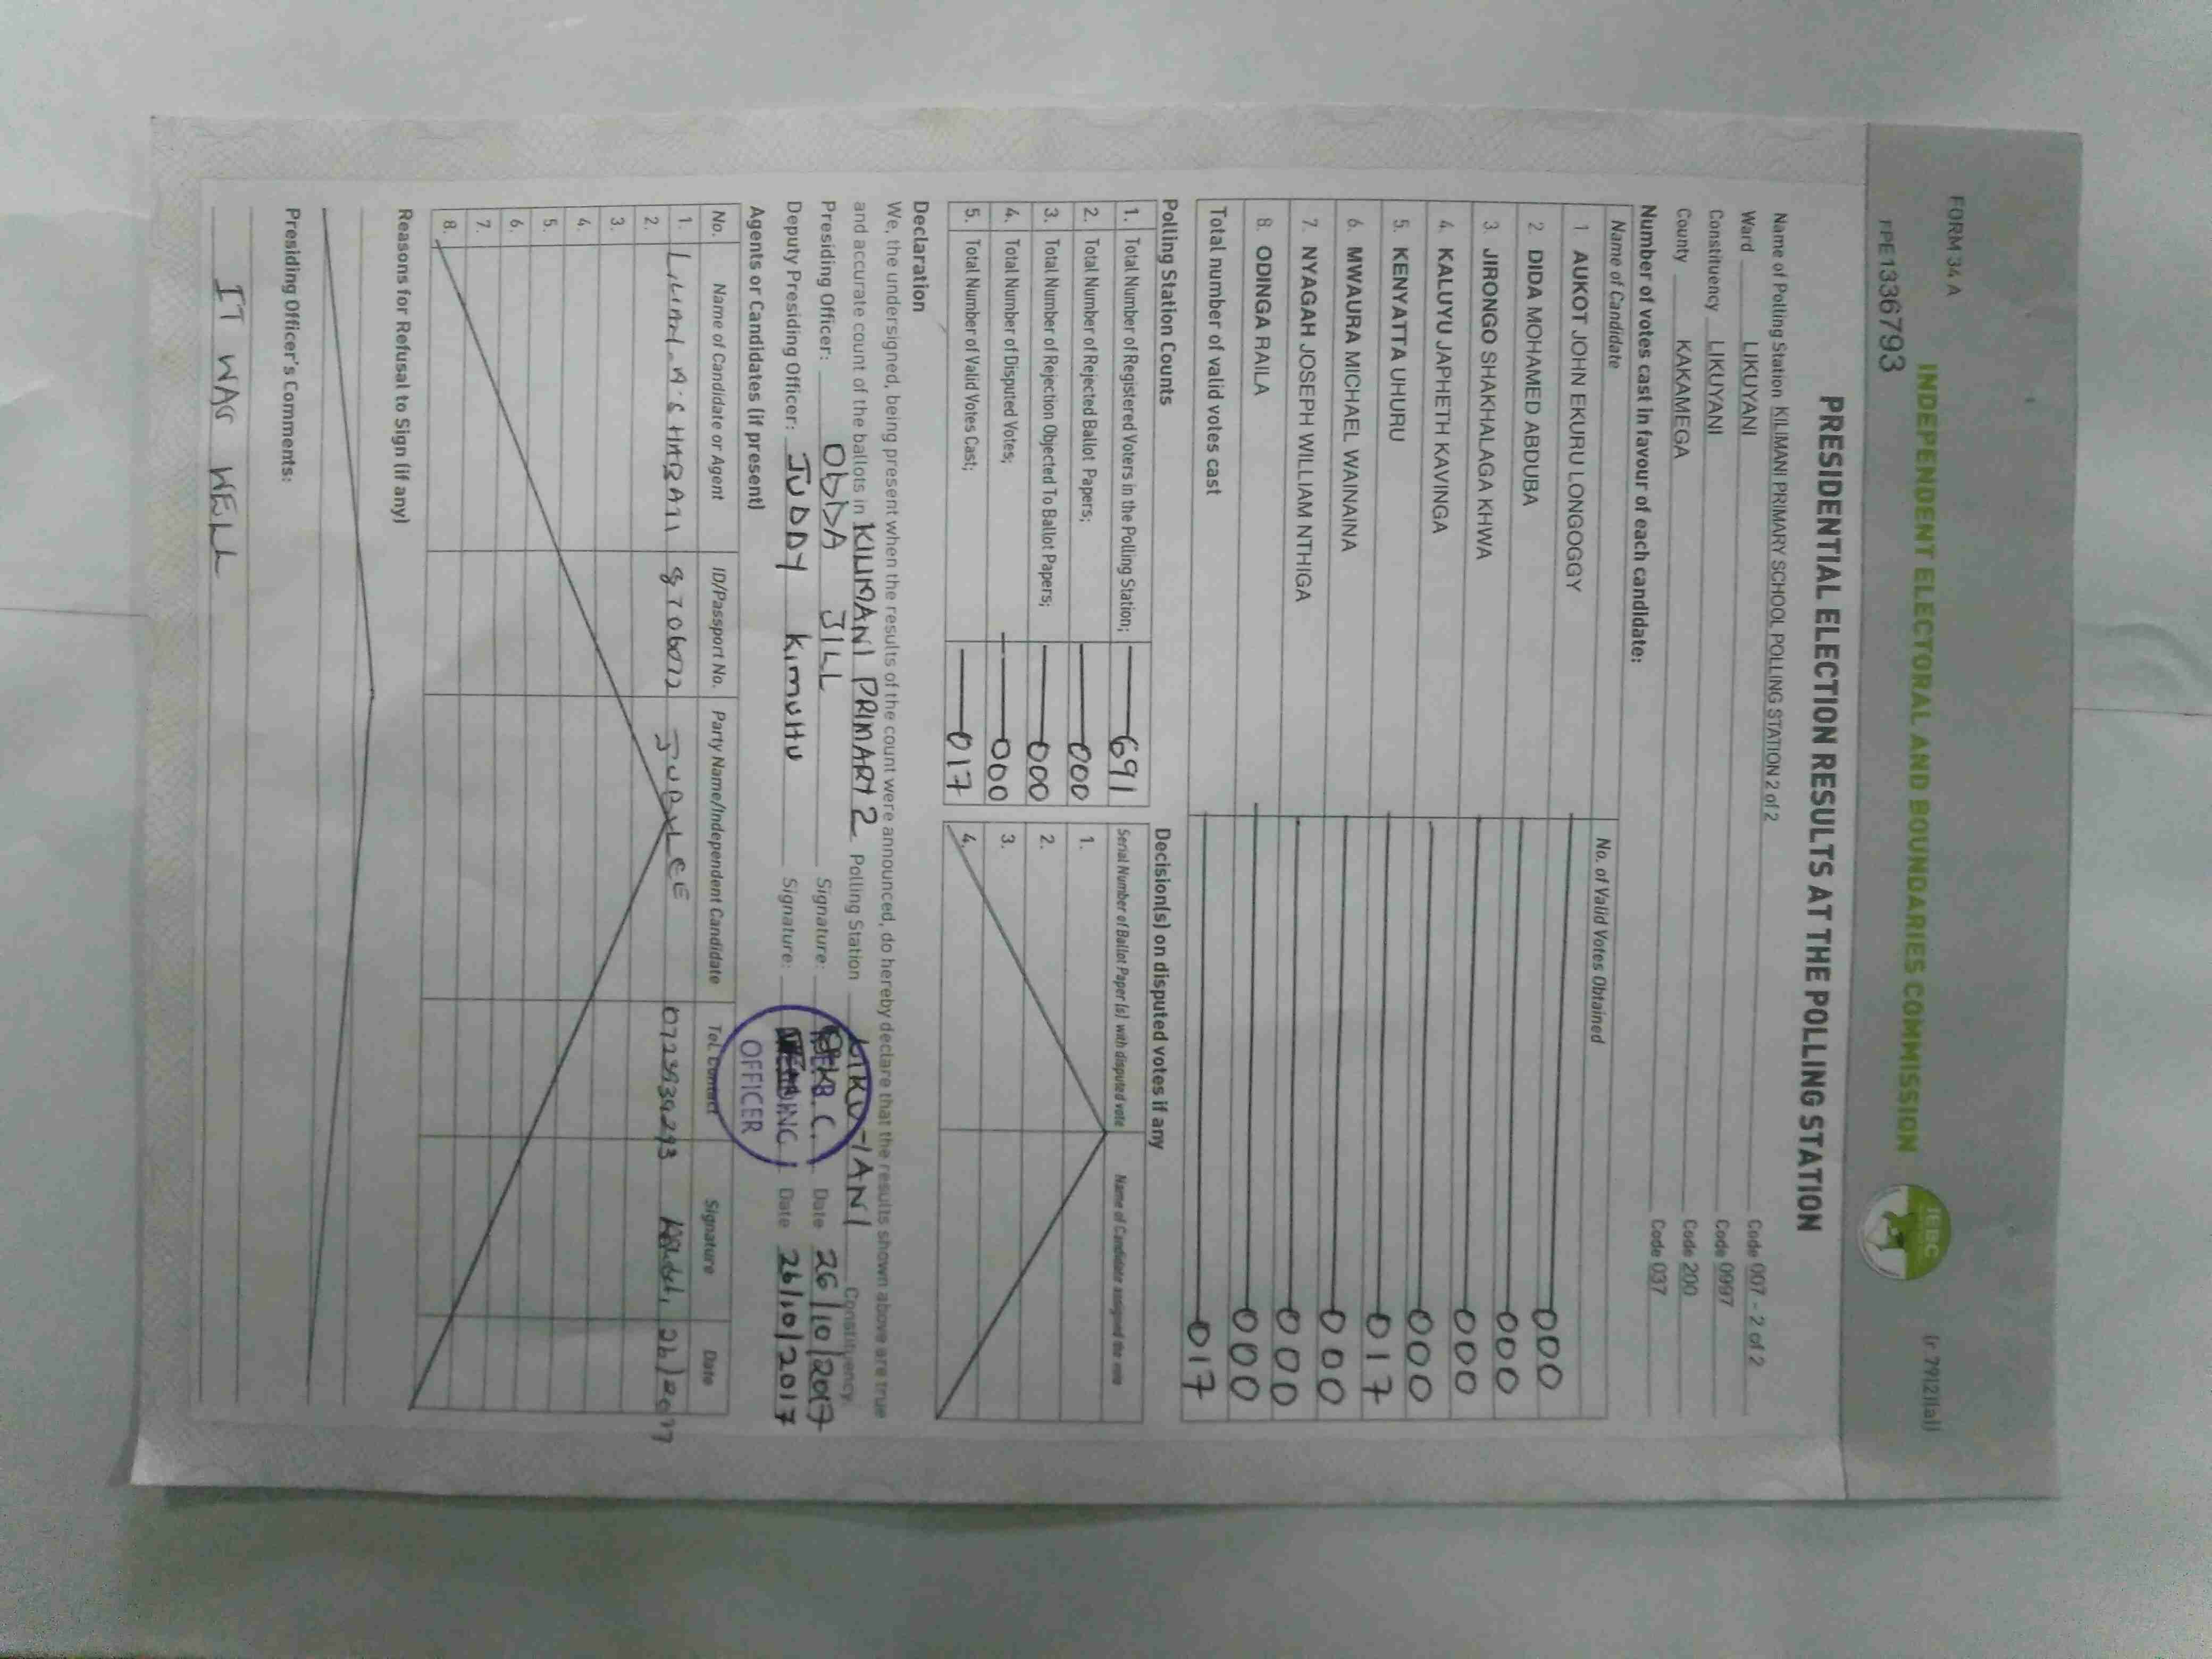 FORM 34 A
(r 79(2)(a))
INDEPENDENT ELECTORAL AND BOUNDARIES COMMISSION
IEBC
PPE1336793
PRESIDENTIAL ELECTION RESULTS AT THE POLLING STATION
Name of Polling Station KILIMANI PRIMARY SCHOOL POLLING STATION 2 of 2 Code 007 - 2 of 2
Ward LIKUYANI Code 0997
Constituency LIKUYANI Code 200
County KAKAMEGA Code 037
Number of votes cast in favour of each candidate:
Name of Candidate No. of Valid Votes Obtained
1. AUKOT JOHN EKURU LONGOGGY 000
2. DIDA MOHAMED ABDUBA 000
3. JIRONGO SHAKHALAGA KHWA 000
4. KALUYU JAPHETH KAVINGA 000
5. KENYATTA UHURU 017
6. MWAURA MICHAEL WAINAINA 000
7. NYAGAH JOSEPH WILLIAM NTHIGA 000
8. ODINGA RAILA 000
Total number of valid votes cast 017
Polling Station Counts
1. Total Number of Registered Voters in the Polling Station; 691
2. Total Number of Rejected Ballot Papers; 000
3. Total Number of Rejection Objected To Ballot Papers; 000
4. Total Number of Disputed Votes; 000
5. Total Number of Valid Votes Cast; 017
Decision(s) on disputed votes if any
Serial Number of Ballot Paper (s) with disputed vote Name of Candidate assigned the vote
1.
2.
3.
4.
Declaration
We, the undersigned, being present when the results of the count were announced, do hereby declare that the results shown above are true
and accurate count of the ballots in KILIMANI PRIMARY 2 Polling Station LIKUYANI Constituency.
Presiding Officer: ODDA JILL Signature: Date 26/10/2017
Deputy Presiding Officer: JUDDY Kimutu Signature: Date 26/10/2017
OFFICER
Agents or Candidates (if present)
No. Name of Candidate or Agent ID/Passport No. Party Name/Independent Candidate Tel. Contact Signature Date
1. JUBILEE
2.
3.
4.
5.
6.
7.
8.
Reasons for Refusal to Sign (if any)
Presiding Officer's Comments:
IT WAS WELL